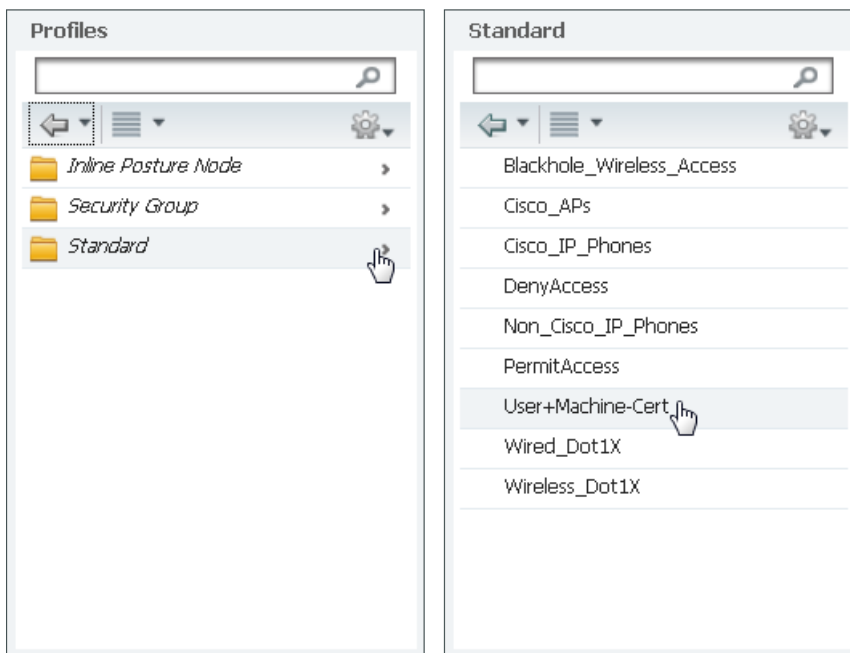 Profiles
Inline Posture Node
Security Group
Standard
Standard
Blackhole_Wireless_Access
Cisco_APs
Cisco_IP_Phones
DenyAccess
Non_Cisco_IP_Phones
PermitAccess
User+Machine-Cert
Wired_Dot1X
Wireless_Dot1X